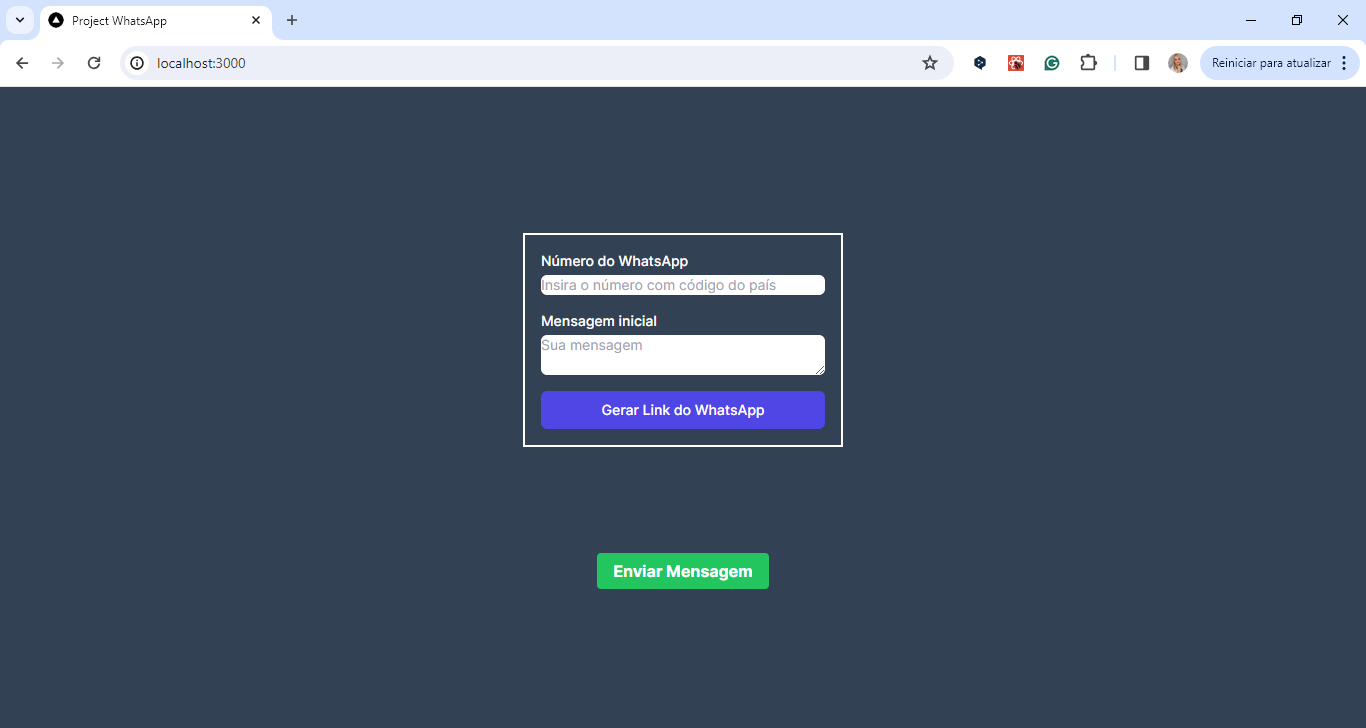 Project WhatsApp
localhost:3000
Reiniciar para atualizar
Número do WhatsApp
Insira o número com código do país
Mensagem inicial
Sua mensagem
Gerar Link do WhatsApp
Enviar Mensagem